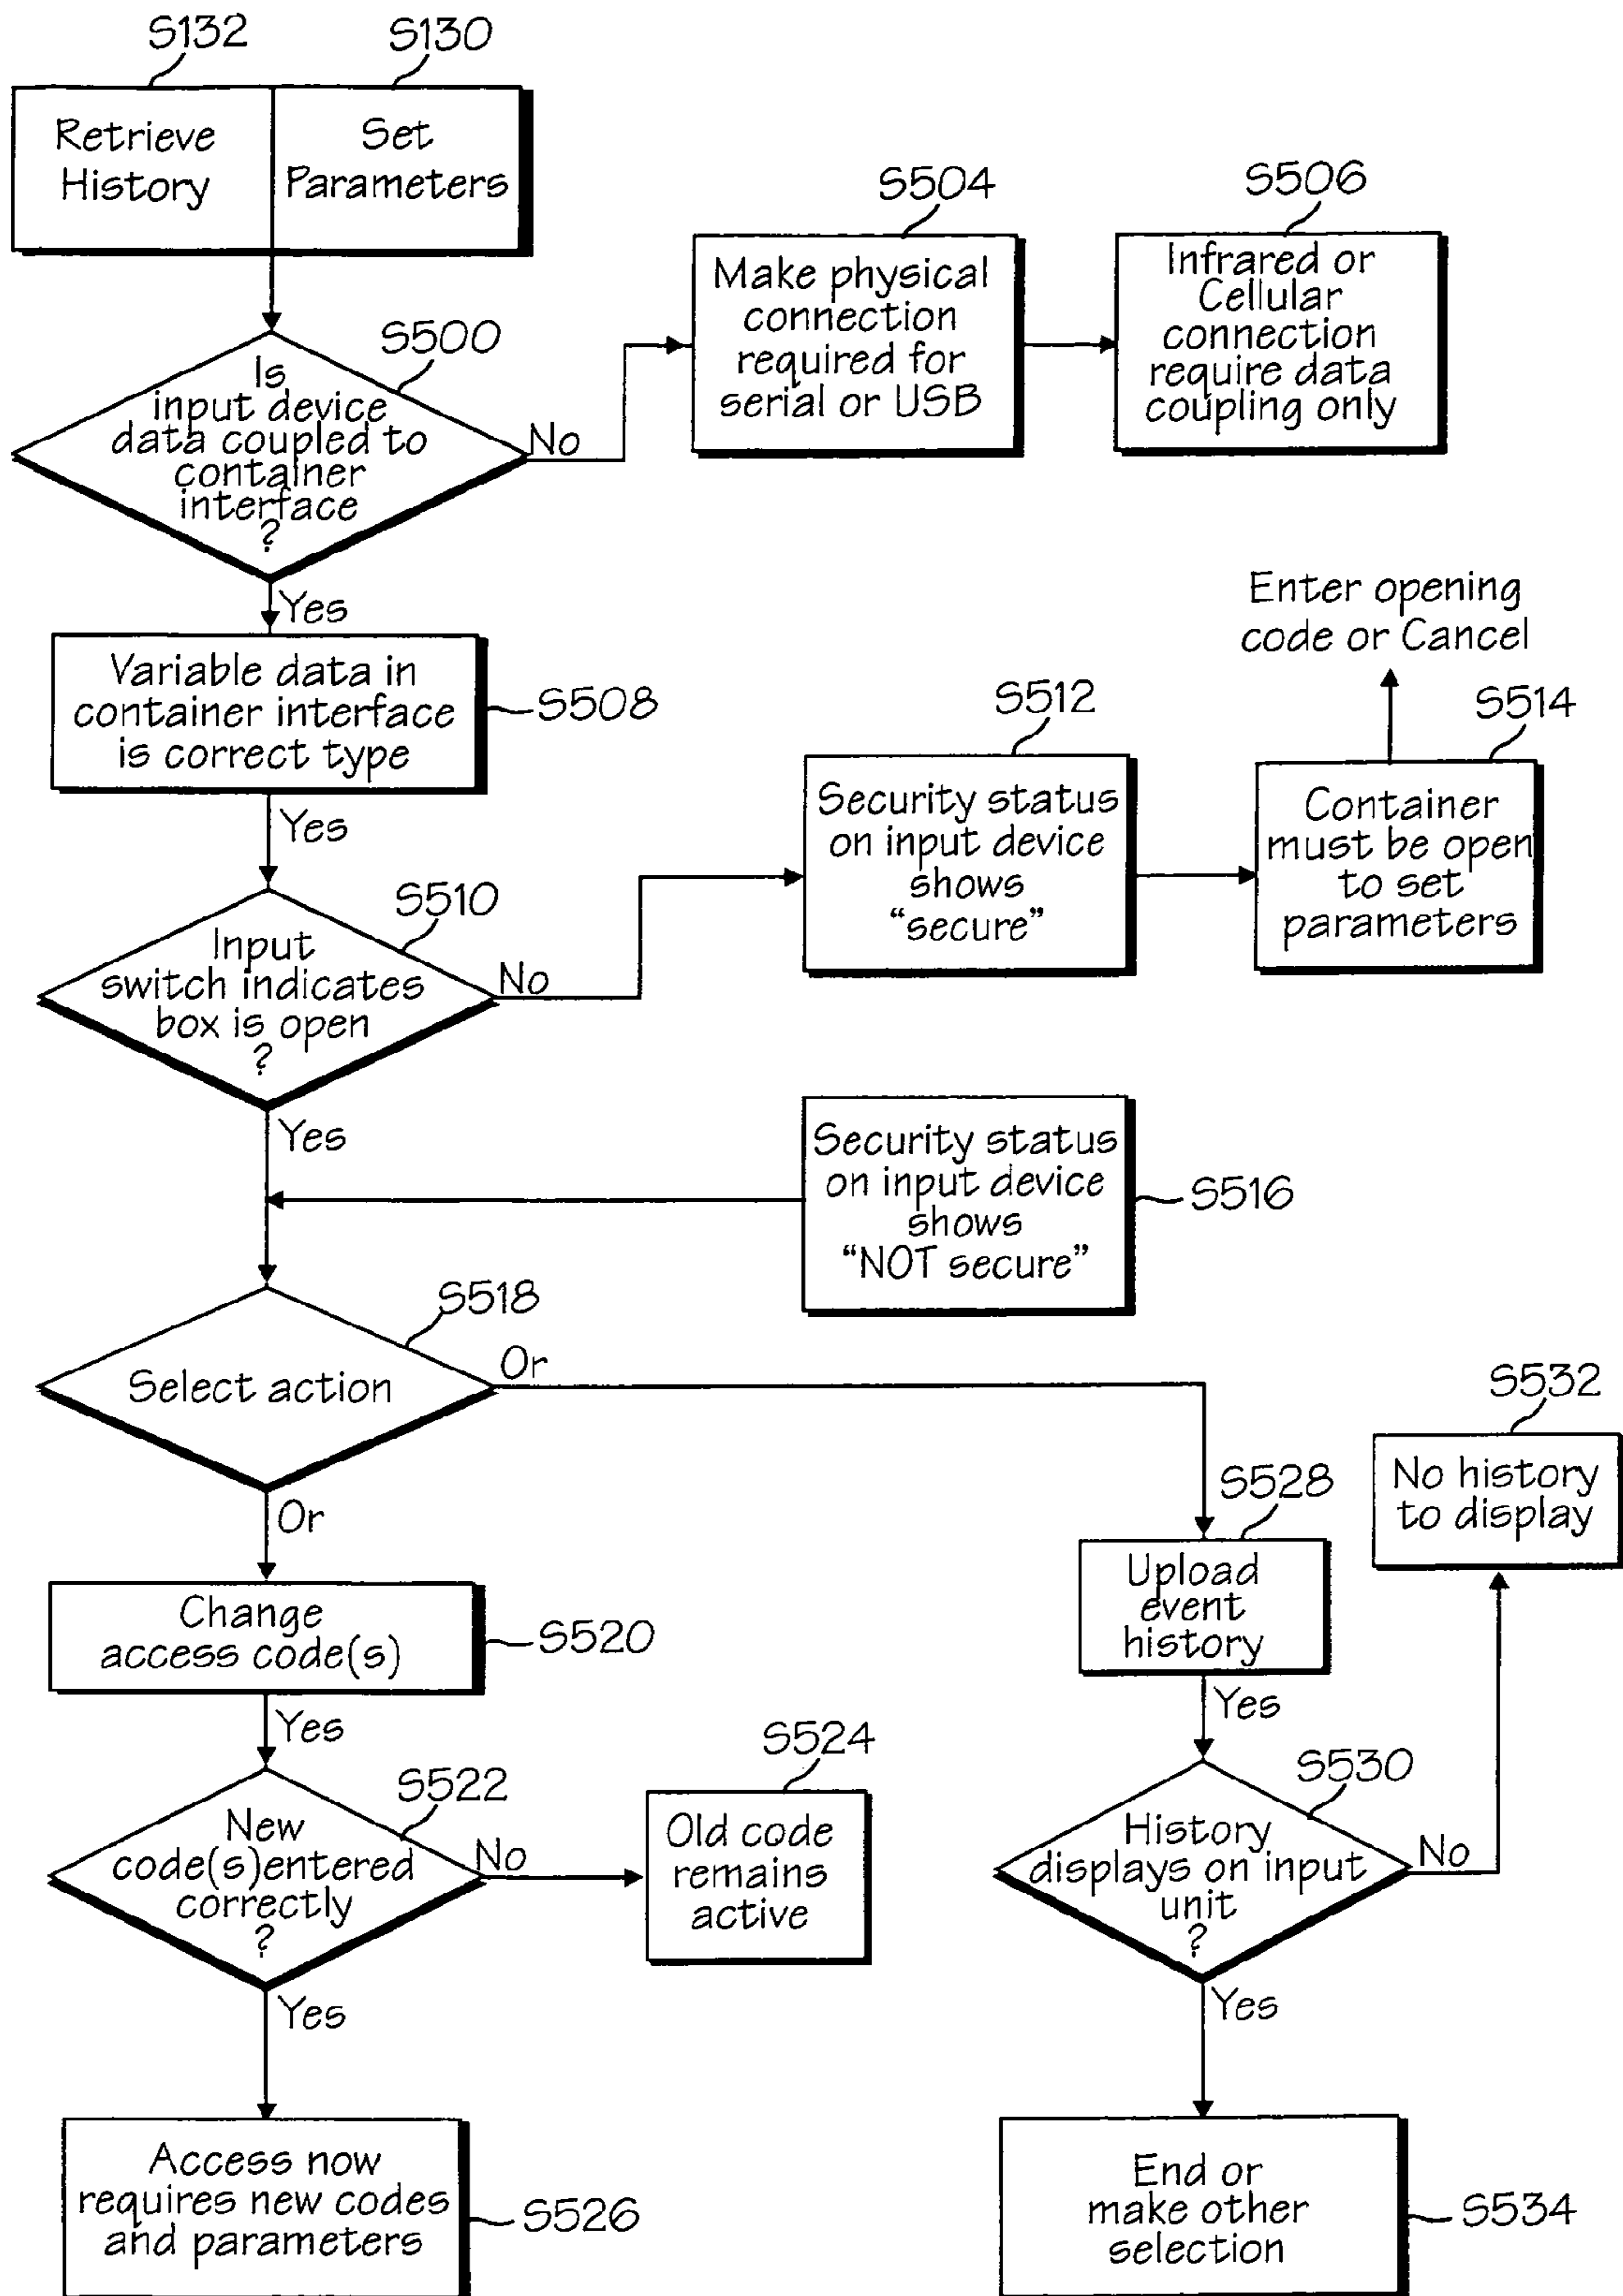 S132
S130
Retrieve
History
Set
Parameters
S504
S506
Make physical
connection
required for
serial or USB
Infrared or
Cellular
connection
require data
coupling only
S500
Is
input device
data coupled to
container
interface
?
No
Yes
Variable data in
container interface
is correct type
S508
Yes
Enter opening
code or Cancel
S512
S514
Security status
on input device
shows
“secure”
Container
must be open
to set
parameters
S510
Input
switch indicates
box is open
?
No
Yes
Security status
on input device
shows
“NOT secure”
S516
S518
Select action
Or
Or
S532
No history
to display
S528
Upload
event
history
Yes
Change
access code(s)
S520
Yes
S524
Old code
remains
active
S522
New
code(s)entered
correctly
?
No
Yes
S530
History
displays on input
unit
?
No
Yes
Access now
requires new codes
and parameters
S526
End or
make other
selection
S534